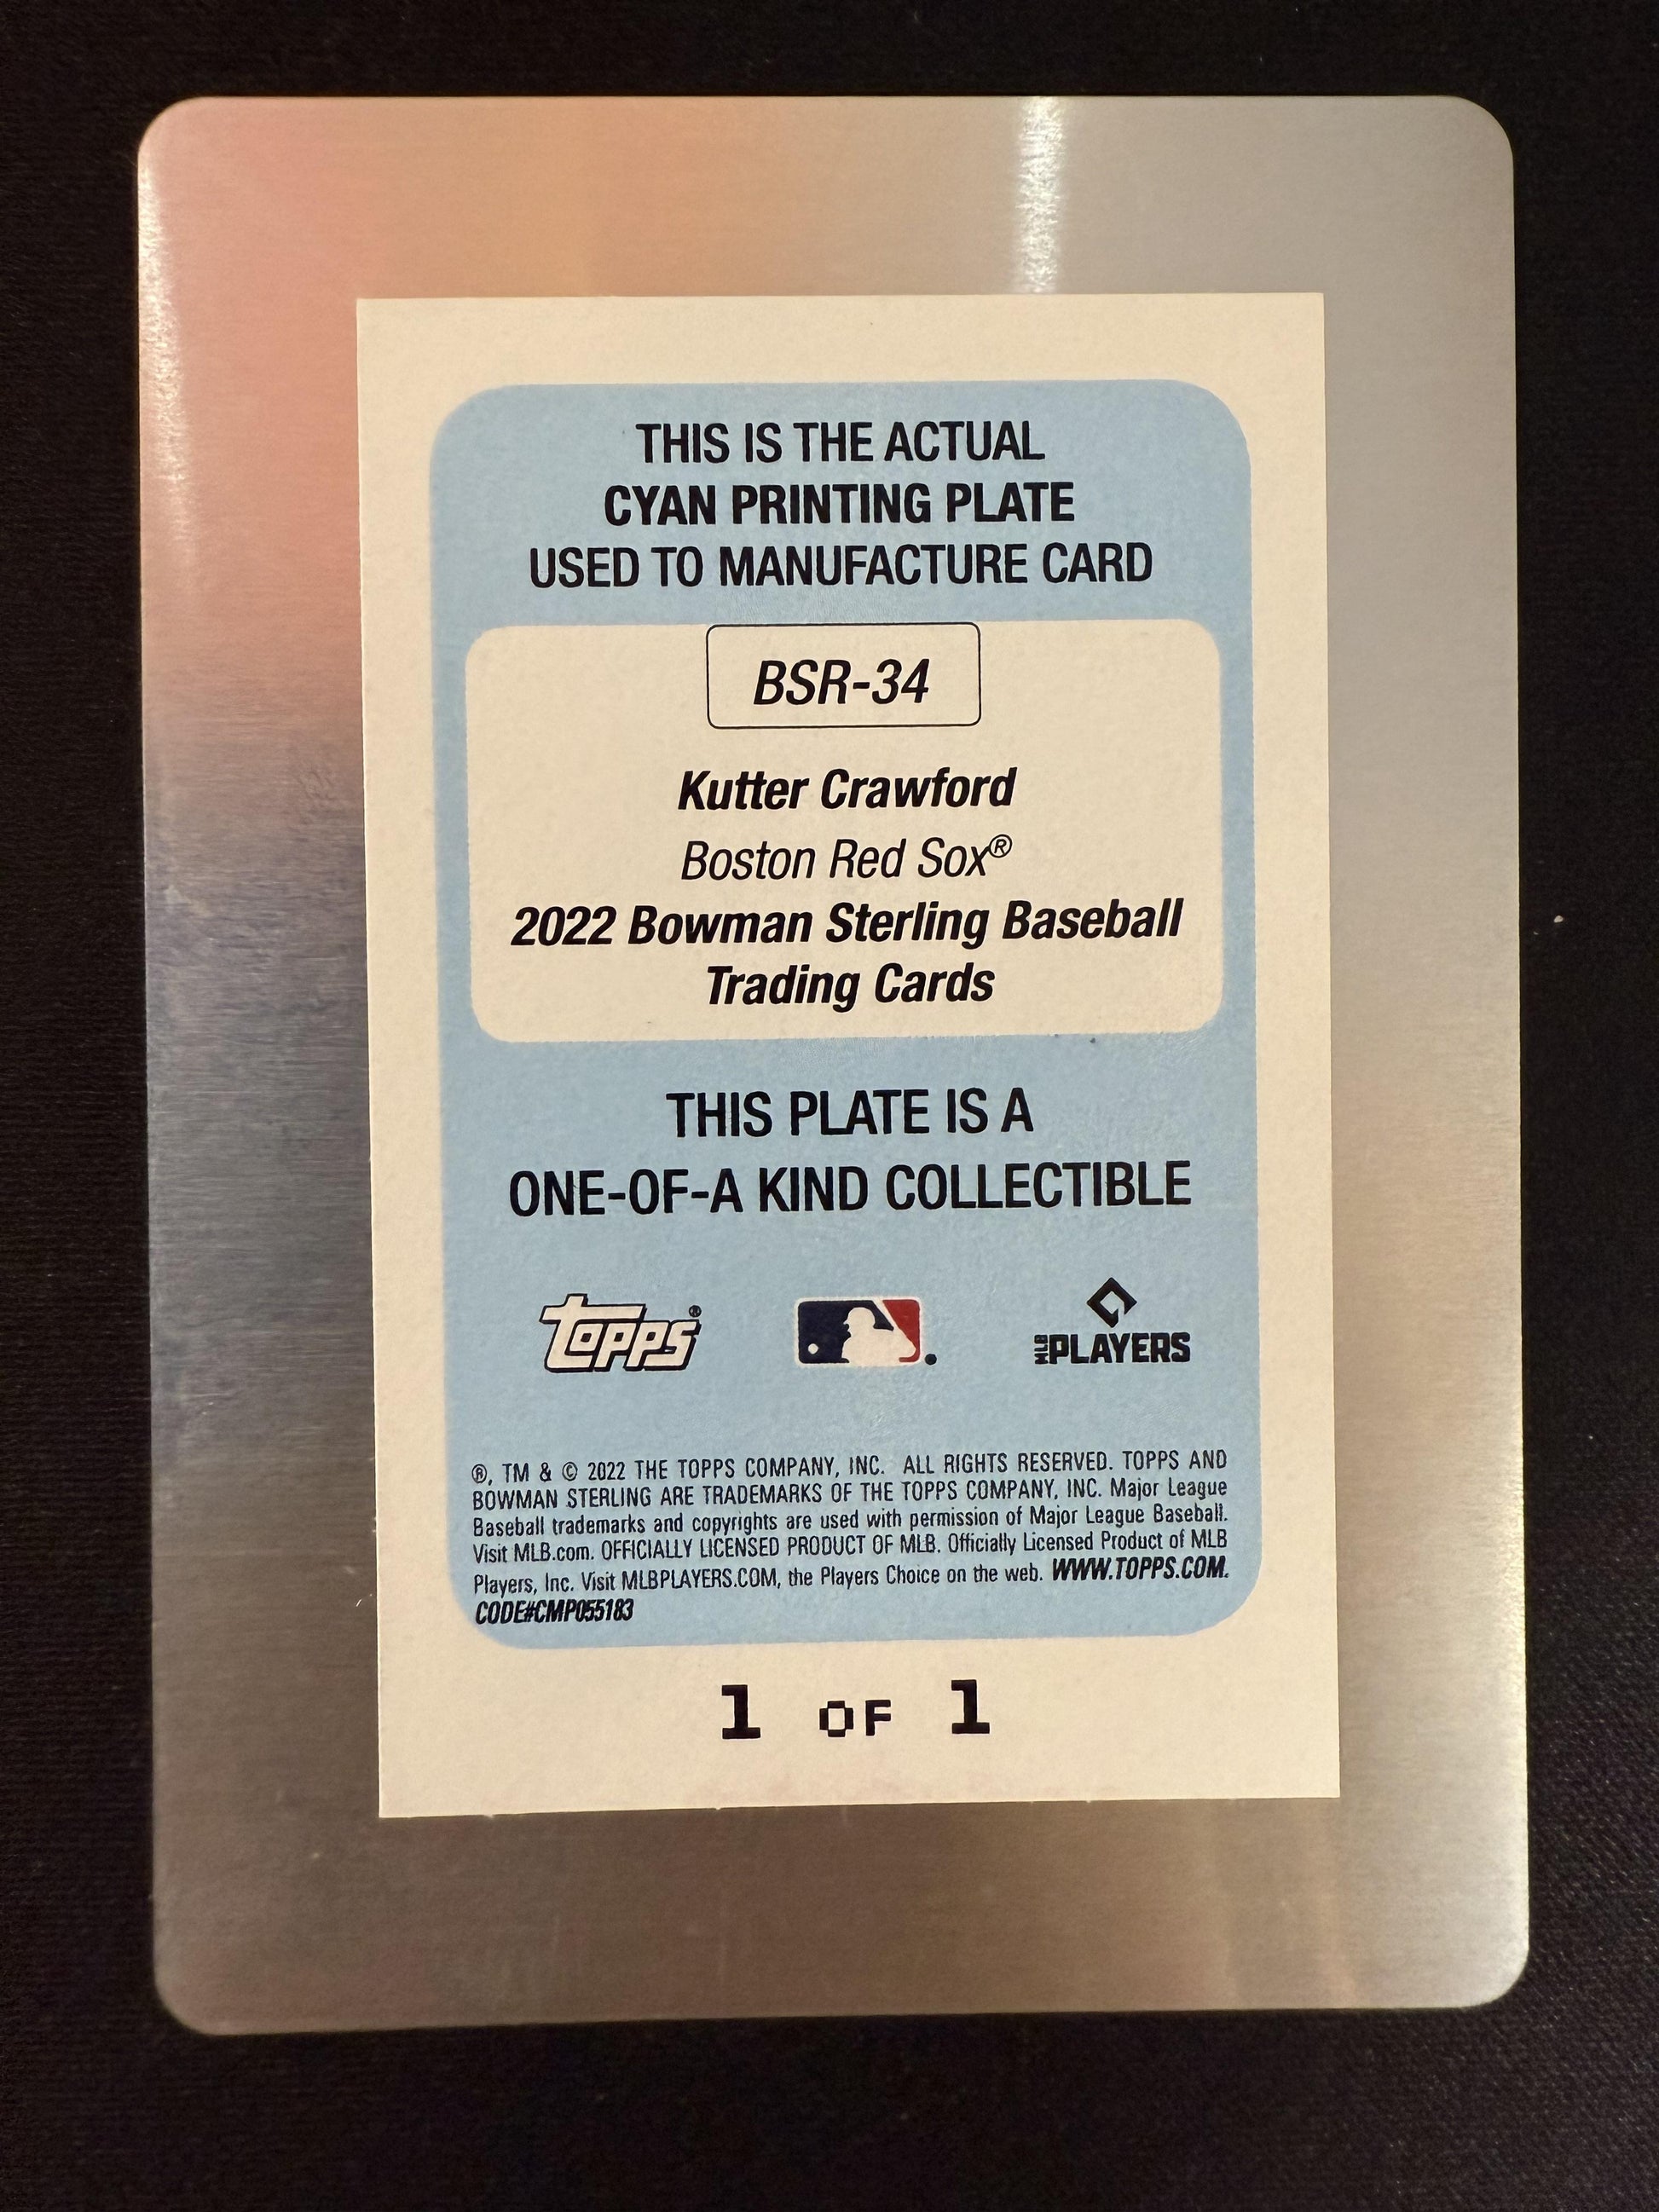 THIS IS THE ACTUAL
CYAN PRINTING PLATE
USED TO MANUFACTURE CARD
BSR-34
Kutter Crawford
Boston Red Sox®
2022 Bowman Sterling Baseball
Trading Cards
THIS PLATE IS A
ONE-OF-A KIND COLLECTIBLE
Topps®
MLB PLAYERS
®, TM & © 2022 THE TOPPS COMPANY, INC. ALL RIGHTS RESERVED. TOPPS AND
BOWMAN STERLING ARE TRADEMARKS OF THE TOPPS COMPANY, INC. Major League
Baseball trademarks and copyrights are used with permission of Major League Baseball.
Visit MLB.com. OFFICIALLY LICENSED PRODUCT OF MLB. Officially Licensed Product of MLB
Players, Inc. Visit MLBPLAYERS.COM, the Players Choice on the web. WWW.TOPPS.COM.
CODE#CMP055183
1 OF 1